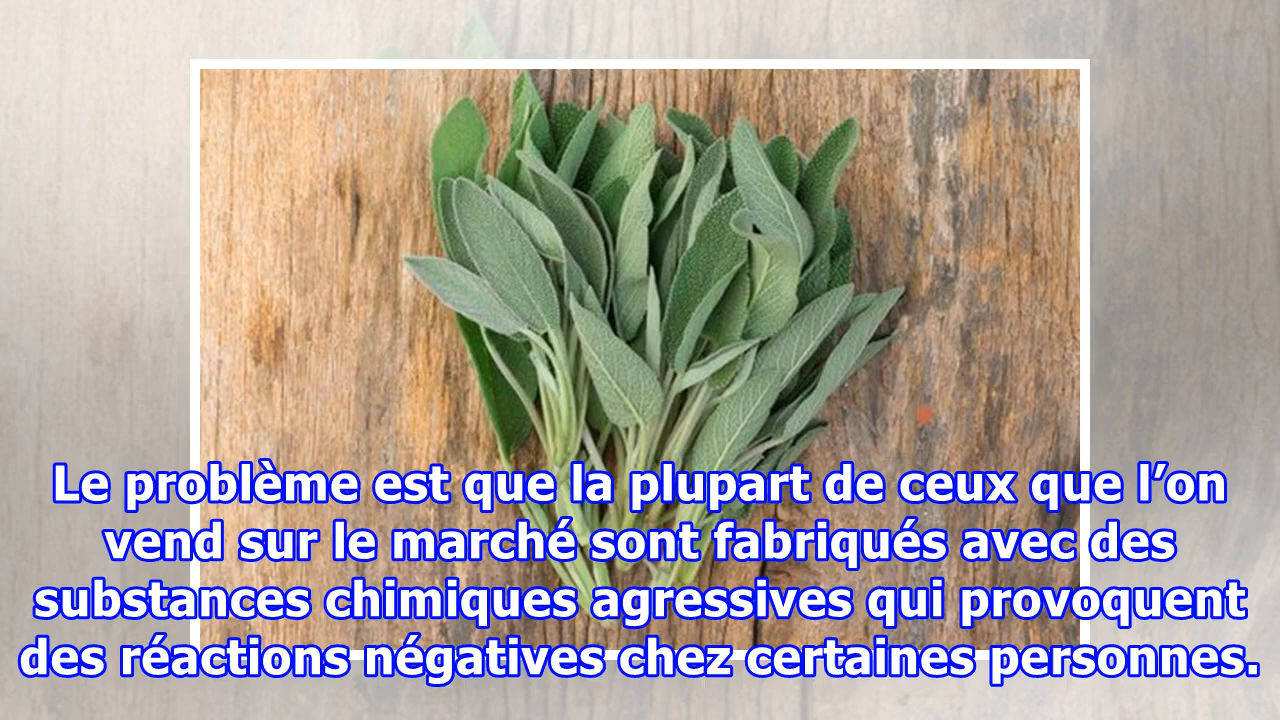 Le problème est que la plupart de ceux que l’on
vend sur le marché sont fabriqués avec des
substances chimiques agressives qui provoquent
des réactions négatives chez certaines personnes.